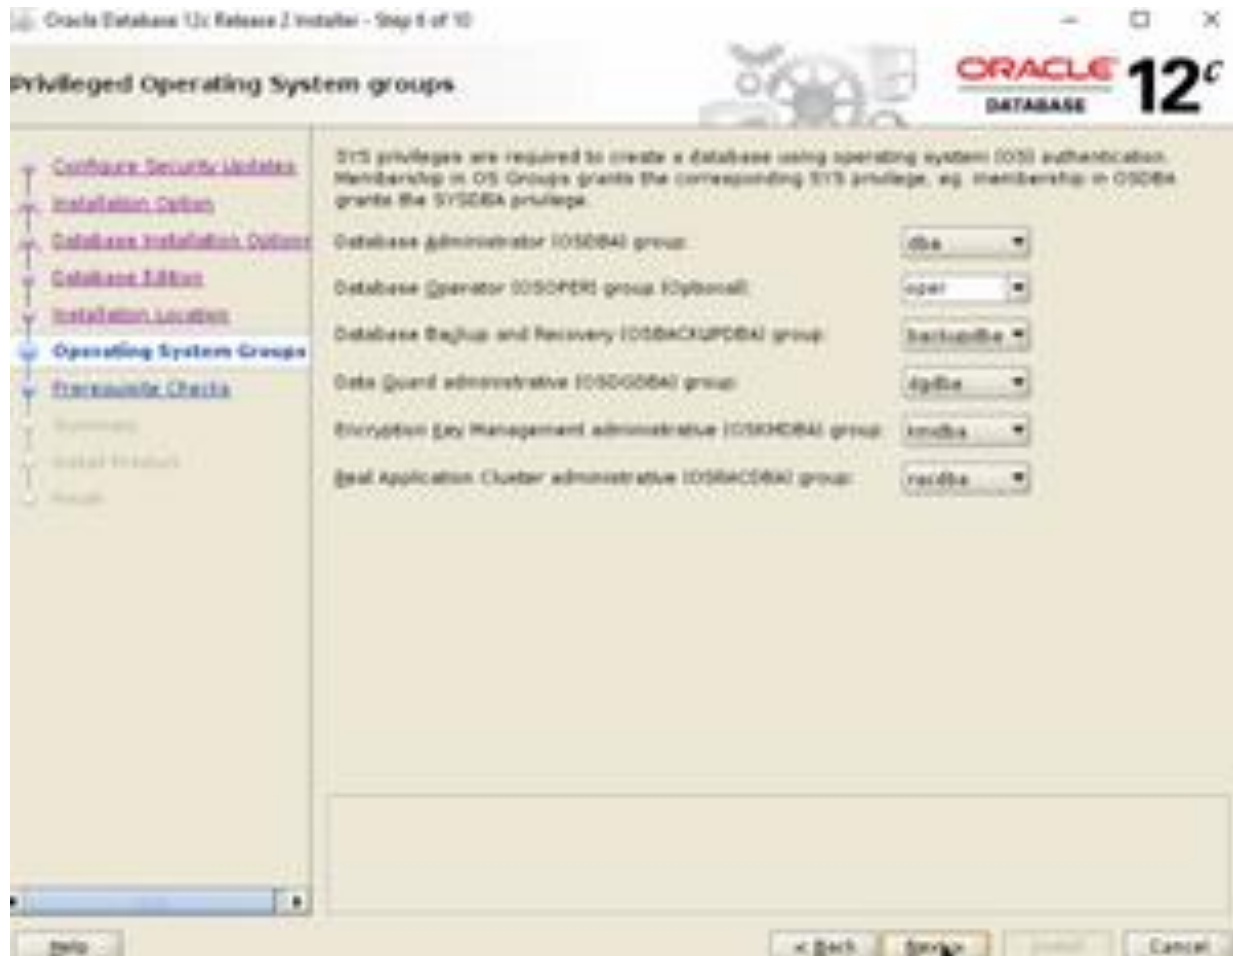 Oracle Database 12c Release 2 Installer - Step 6 of 10
Privileged Operating System groups
ORACLE
DATABASE
12c
Configure Security Updates
Installation Option
Database Installation Options
Database Edition
Installation Location
Operating System Groups
Prerequisite Checks
Summary
Install Product
Finish
SYS privileges are required to create a database using operating system (OS) authentication.
Membership in OS Groups grants the corresponding SYS privilege, eg. membership in OSDBA
grants the SYSDBA privilege.
Database Administrator (OSDBA) group: dba
Database Operator (OSOPER) group (Optional): oper
Database Backup and Recovery (OSBACKUPDBA) group: backupdba
Data Guard administrative (OSDGDBA) group: dgdba
Encryption Key Management administrative (OSKMDBA) group: kmdba
Real Application Cluster administrative (OSRACDBA) group: racdba
Help
< Back
Next >
Install
Cancel